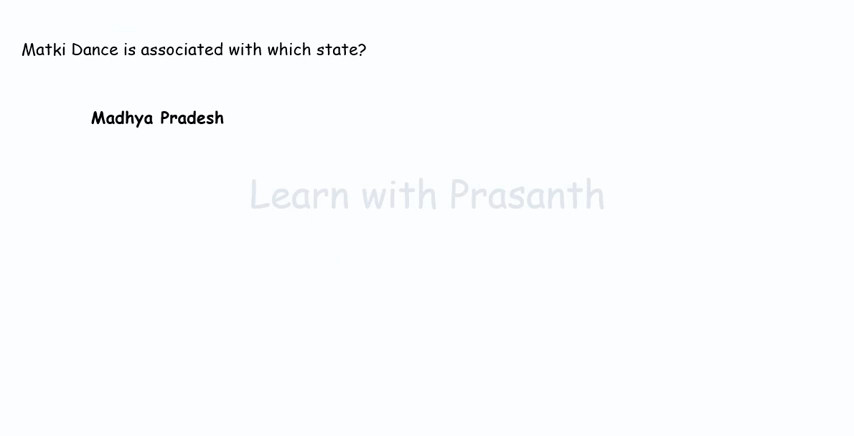 Matki Dance is associated with which state?
Madhya Pradesh
Learn with Prasanth